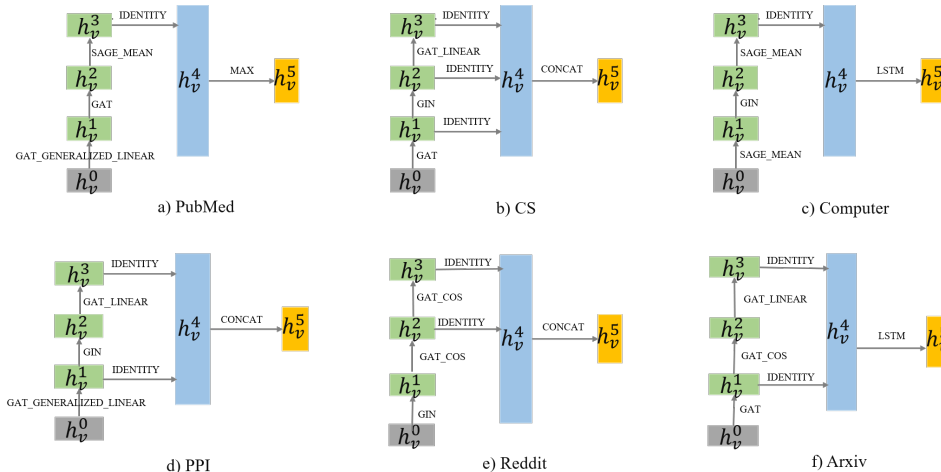 h_v^3 IDENTITY
SAGE_MEAN
h_v^2
h_v^4 MAX h_v^5
GAT
h_v^1
GAT_GENERALIZED_LINEAR
h_v^0
a) PubMed
h_v^3 IDENTITY
GAT_LINEAR
h_v^2 IDENTITY
h_v^4 CONCAT h_v^5
GIN
h_v^1 IDENTITY
GAT
h_v^0
b) CS
h_v^3 IDENTITY
SAGE_MEAN
h_v^2
h_v^4 LSTM h_v^5
GIN
h_v^1
SAGE_MEAN
h_v^0
c) Computer
h_v^3 IDENTITY
GAT_LINEAR
h_v^2
h_v^4 CONCAT h_v^5
GIN
h_v^1 IDENTITY
GAT_GENERALIZED_LINEAR
h_v^0
d) PPI
h_v^3 IDENTITY
GAT_COS
h_v^2 IDENTITY
h_v^4 CONCAT h_v^5
GAT_COS
h_v^1
GIN
h_v^0
e) Reddit
h_v^3 IDENTITY
GAT_LINEAR
h_v^2
h_v^4 LSTM
GAT_COS
h_v^1 IDENTITY
GAT
h_v^0
f) Arxiv